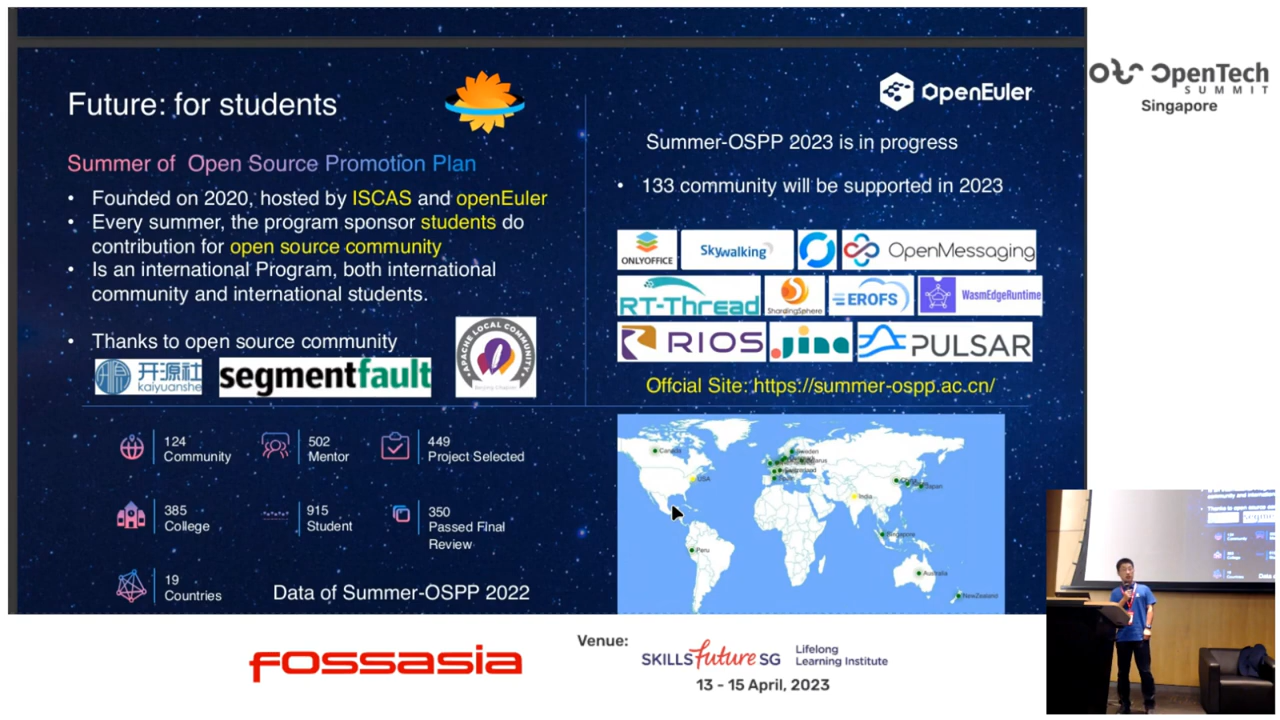 Future: for students
Summer of Open Source Promotion Plan
• Founded on 2020, hosted by ISCAS and openEuler
• Every summer, the program sponsor students do
contribution for open source community
• Is an international Program, both international
community and international students.
• Thanks to open source community
开源社
kaiyuanshe
segmentfault
APACHE LOCAL COMMUNITY
OpenEuler
Summer-OSPP 2023 is in progress
• 133 community will be supported in 2023
ONLYOFFICE
Skywalking
OpenMessaging
RT-Thread
ShardingSphere
EROFS
WasmEdgeRuntime
RIOS
.jina
PULSAR
Offcial Site: https://summer-ospp.ac.cn/
124
Community
502
Mentor
449
Project Selected
385
College
915
Student
350
Passed Final
Review
19
Countries
Data of Summer-OSPP 2022
Canada
USA
Peru
Sweden
India
Japan
Singapore
Australia
NewZealand
OpenTech
SUMMIT
Singapore
fossasia
Venue:
SKILLSfuture SG
Lifelong
Learning Institute
13 - 15 April, 2023